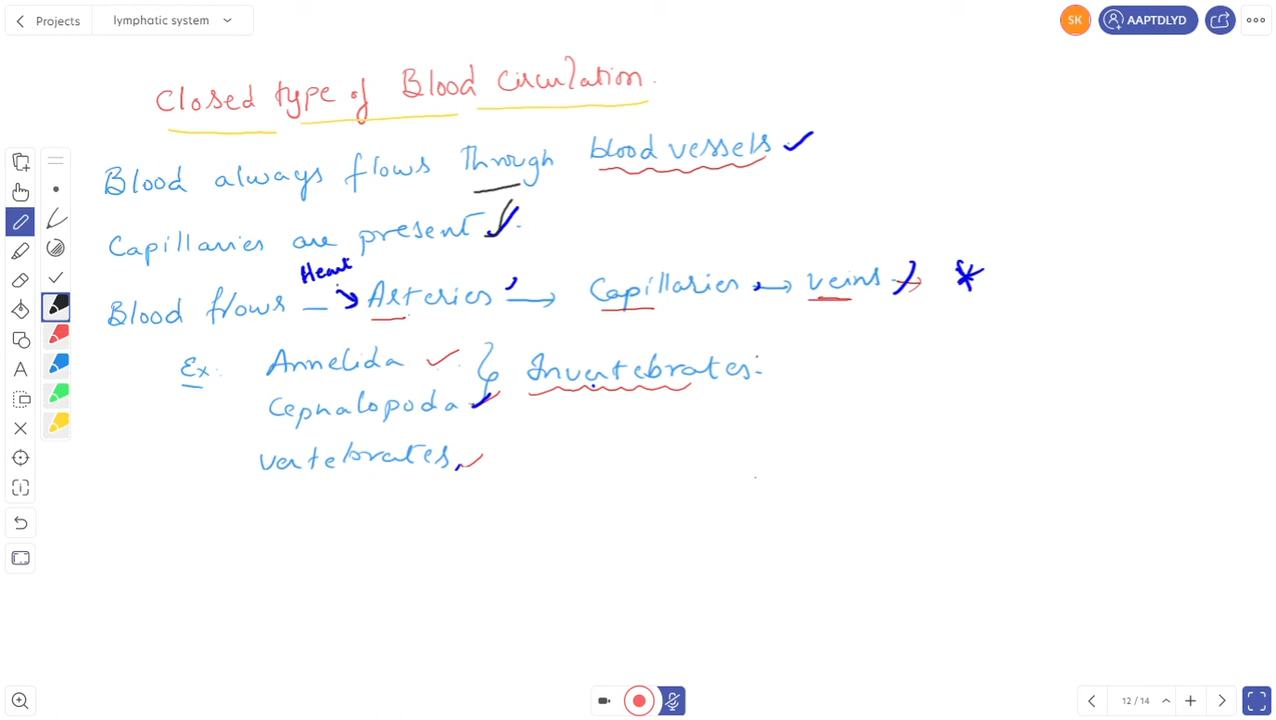 Projects
lymphatic system
SK
AAPTDLYD
Closed type of Blood circulation.
Blood always flows Through blood vessels
Capillaries are present
Heart
Blood flows → Arteries → Capillaries → veins
Ex: Annelida
Invertebrates.
Cephalopoda
vertebrates
12 / 14